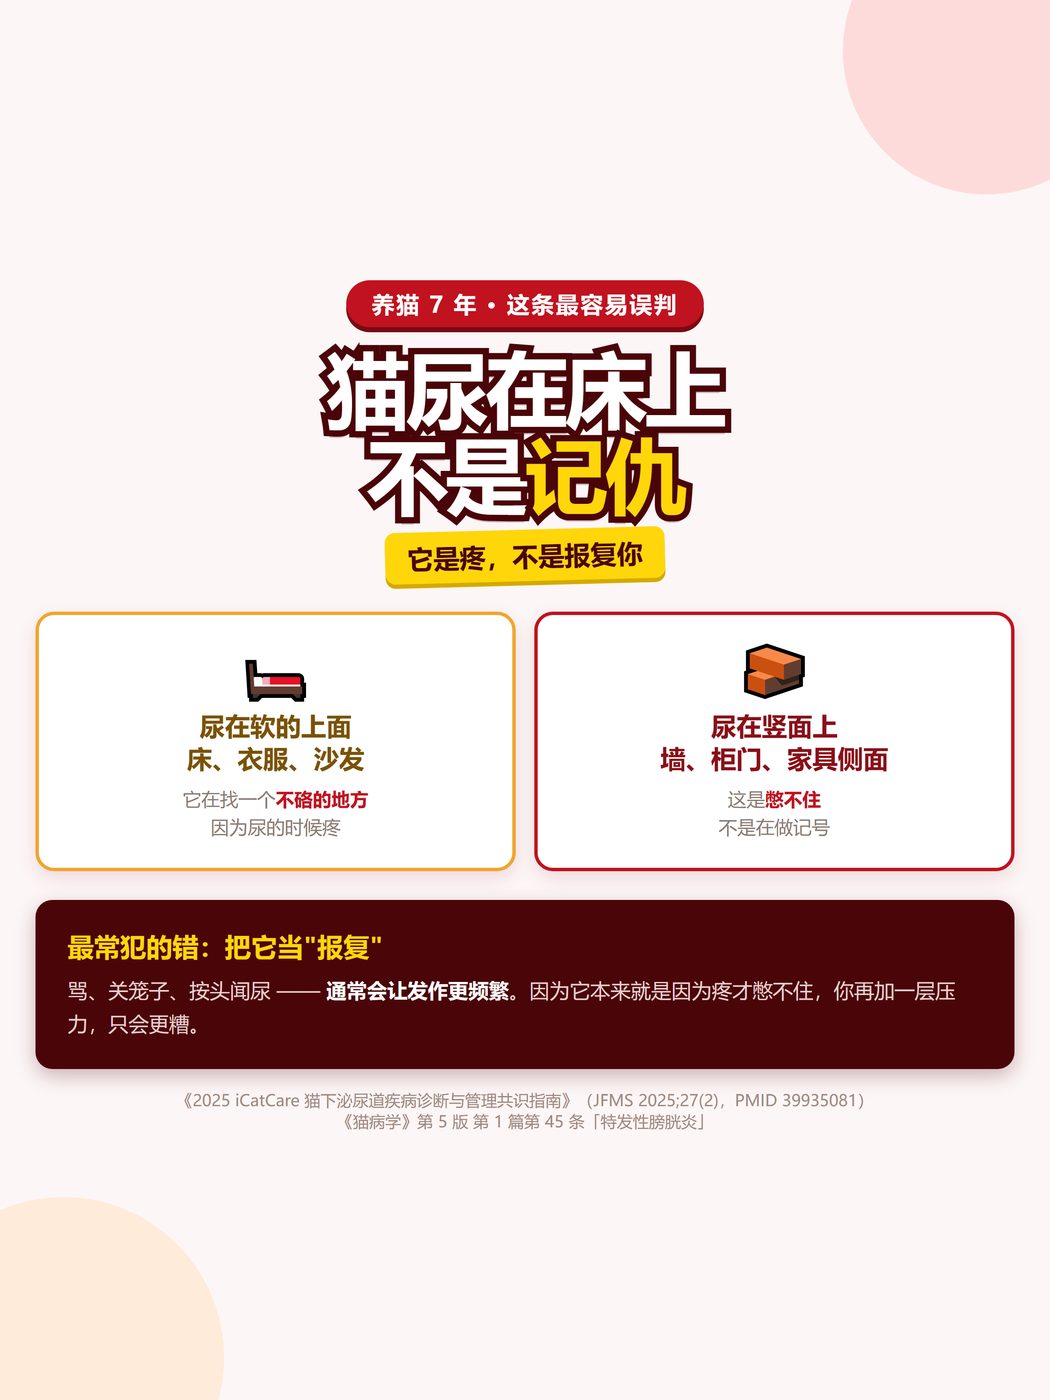 养猫 7 年 · 这条最容易误判
猫尿在床上
不是记仇
它是疼，不是报复你
尿在软的上面
床、衣服、沙发
它在找一个不硌的地方
因为尿的时候疼
尿在竖面上
墙、柜门、家具侧面
这是憋不住
不是在做记号
最常犯的错：把它当"报复"
骂、关笼子、按头闻尿 —— 通常会让发作更频繁。因为它本来就是因为疼才憋不住，你再加一层压
力，只会更糟。
《2025 iCatCare 猫下泌尿道疾病诊断与管理共识指南》（JFMS 2025;27(2)，PMID 39935081）
《猫病学》第 5 版 第 1 篇第 45 条「特发性膀胱炎」